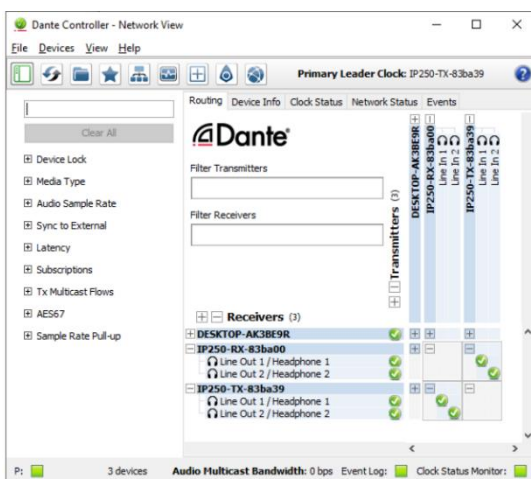 Dante Controller - Network View
File Devices View Help
Primary Leader Clock: IP250-TX-83ba39
?
Routing Device Info Clock Status Network Status Events
Clear All
Device Lock
Media Type
Audio Sample Rate
Sync to External
Latency
Subscriptions
Tx Multicast Flows
AES67
Sample Rate Pull-up
Dante®
Filter Transmitters
Filter Receivers
Transmitters (3)
DESKTOP-AK3BE9R
IP250-RX-83ba00
Line In 1
Line In 2
IP250-TX-83ba39
Line In 1
Line In 2
Receivers (3)
DESKTOP-AK3BE9R
IP250-RX-83ba00
Line Out 1 / Headphone 1
Line Out 2 / Headphone 2
IP250-TX-83ba39
Line Out 1 / Headphone 1
Line Out 2 / Headphone 2
P: 3 devices Audio Multicast Bandwidth: 0 bps Event Log: Clock Status Monitor: